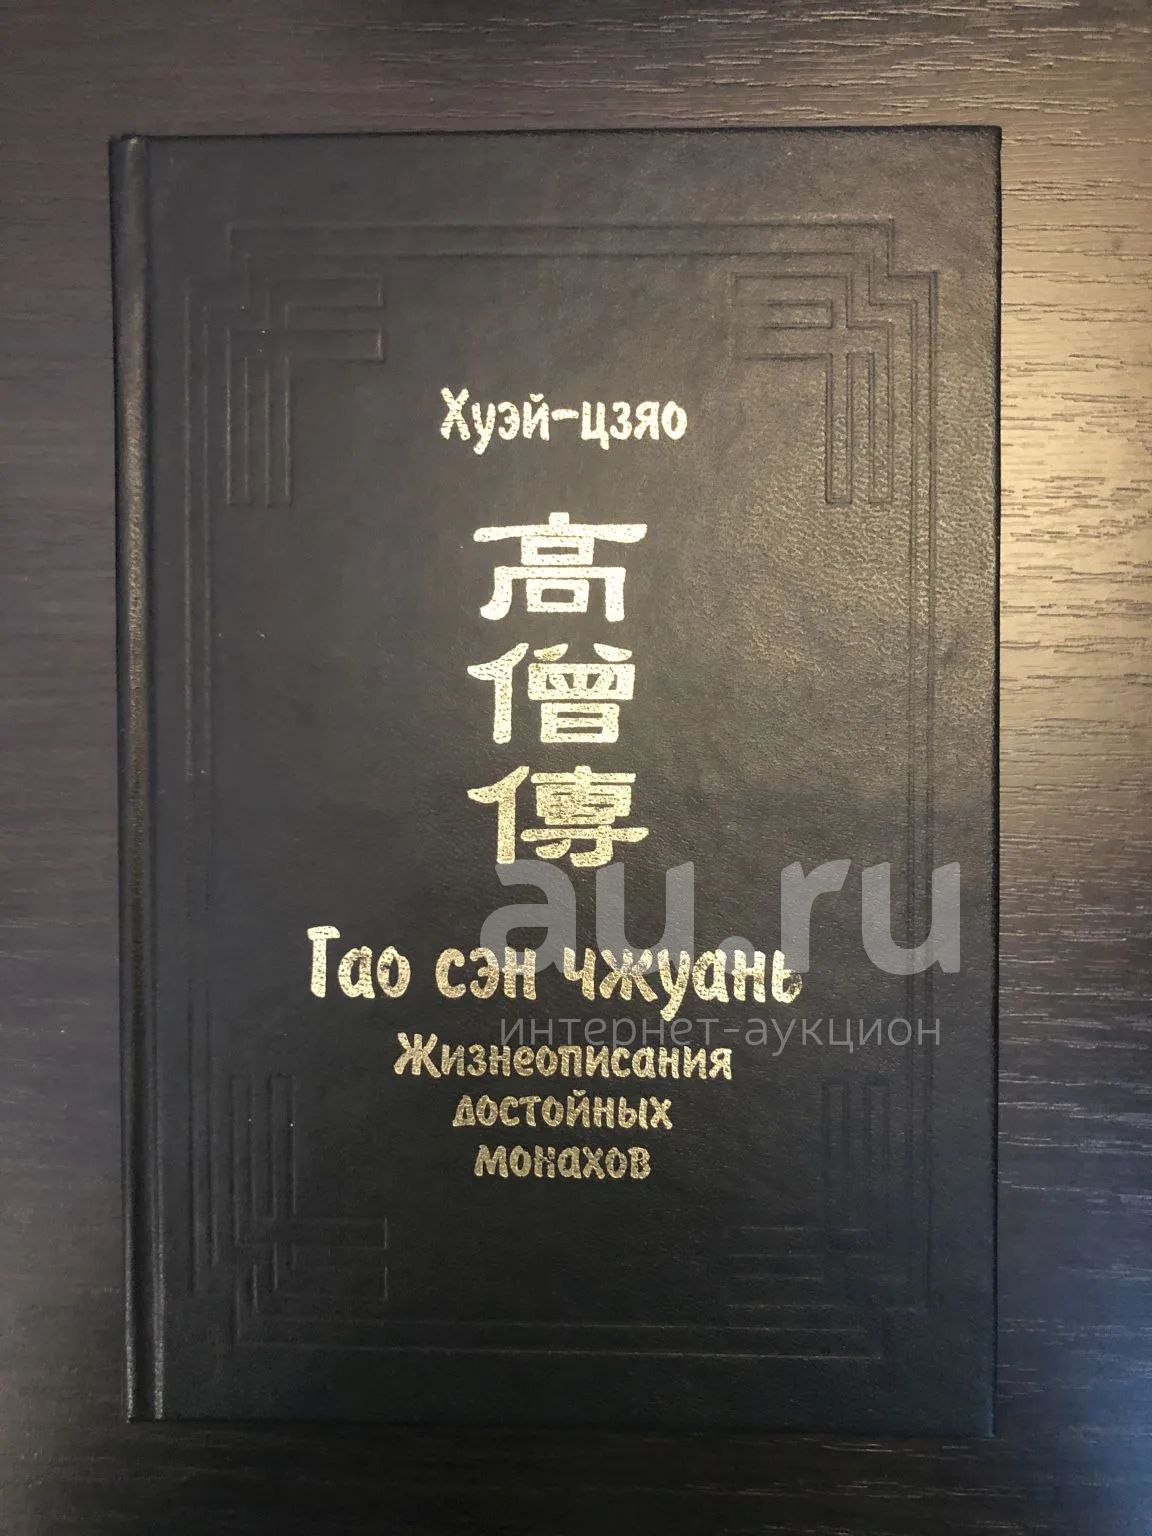 Хуэй-цзяо
高
僧
傳
Гао сэн чжуань
Жизнеописания
достойных
монахов
au.ru
интернет-аукцион